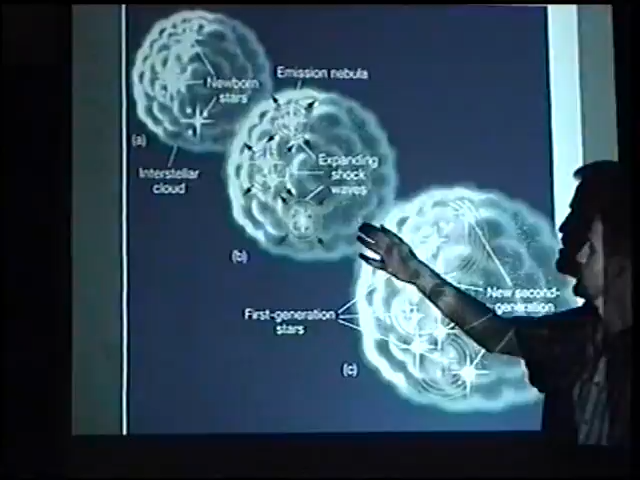 Newborn
stars
(a)
Interstellar
cloud
Emission nebula
Expanding
shock
waves
(b)
New second-
generation
First-generation
stars
(c)